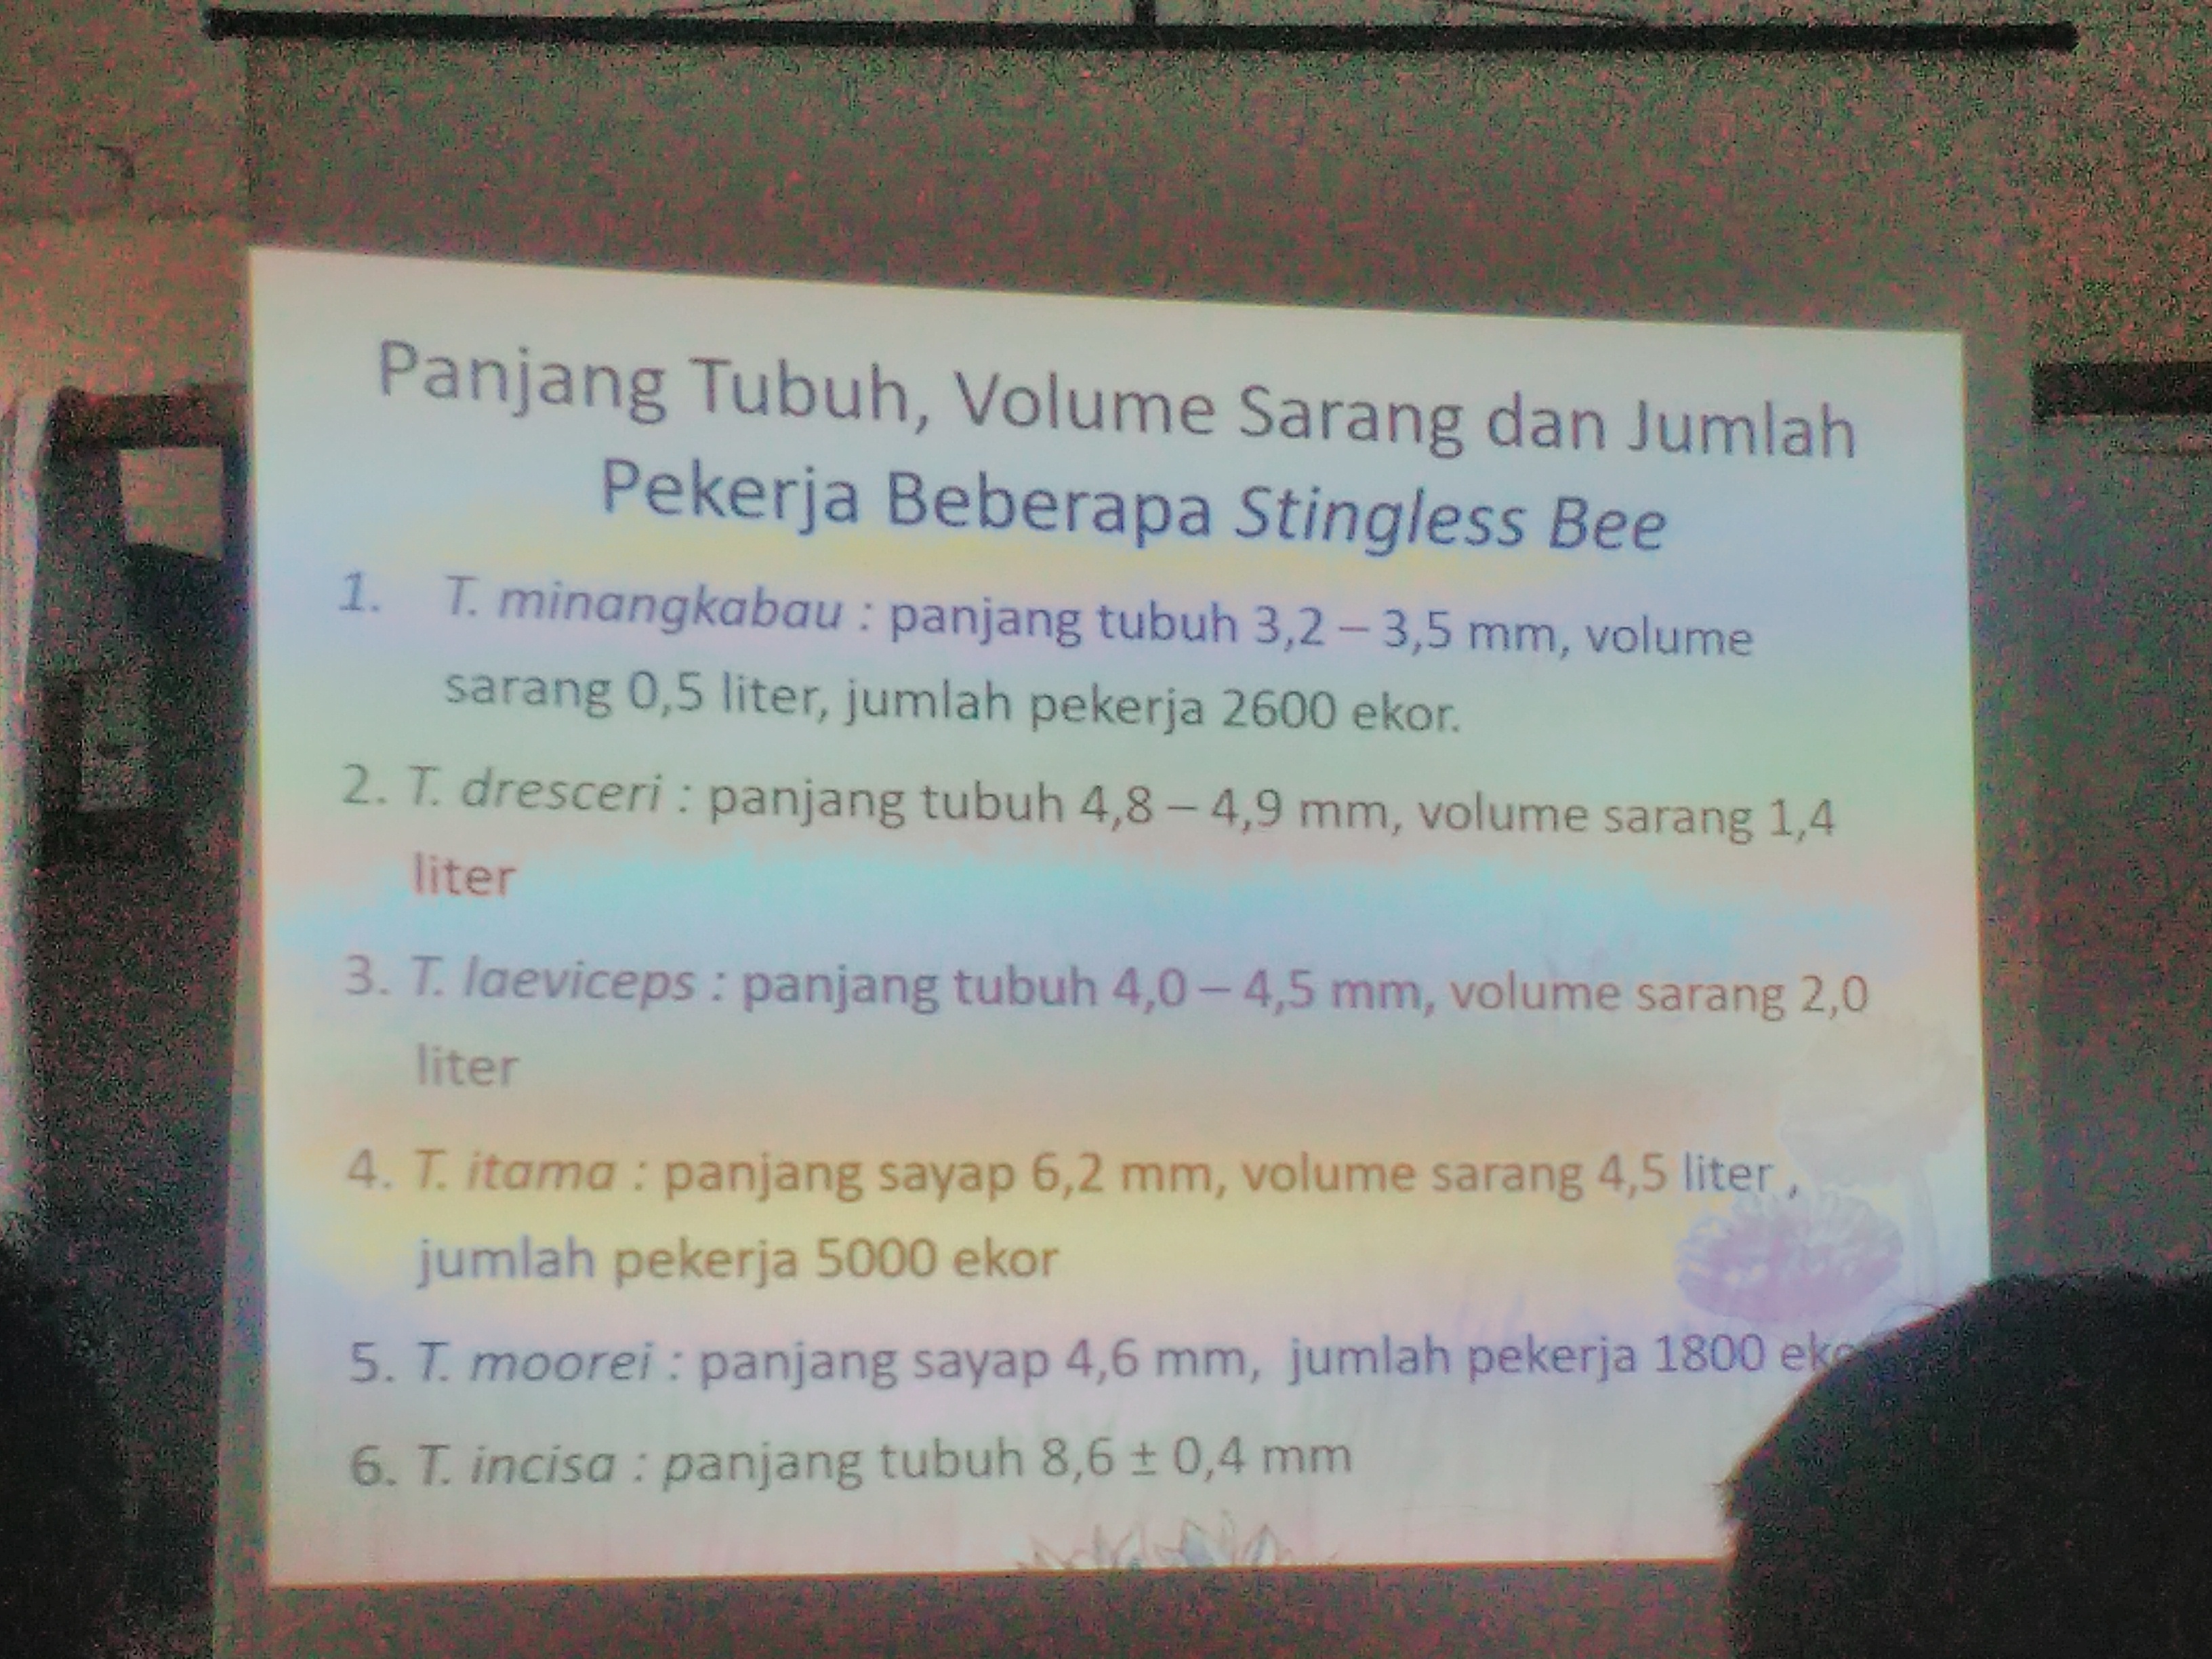 Panjang Tubuh, Volume Sarang dan Jumlah
Pekerja Beberapa Stingless Bee
1. T. minangkabau : panjang tubuh 3,2 – 3,5 mm, volume
sarang 0,5 liter, jumlah pekerja 2600 ekor.
2. T. dresceri : panjang tubuh 4,8 – 4,9 mm, volume sarang 1,4
liter
3. T. laeviceps : panjang tubuh 4,0 – 4,5 mm, volume sarang 2,0
liter
4. T. itama : panjang sayap 6,2 mm, volume sarang 4,5 liter ,
jumlah pekerja 5000 ekor
5. T. moorei : panjang sayap 4,6 mm, jumlah pekerja 1800
6. T. incisa : panjang tubuh 8,6 ± 0,4 mm